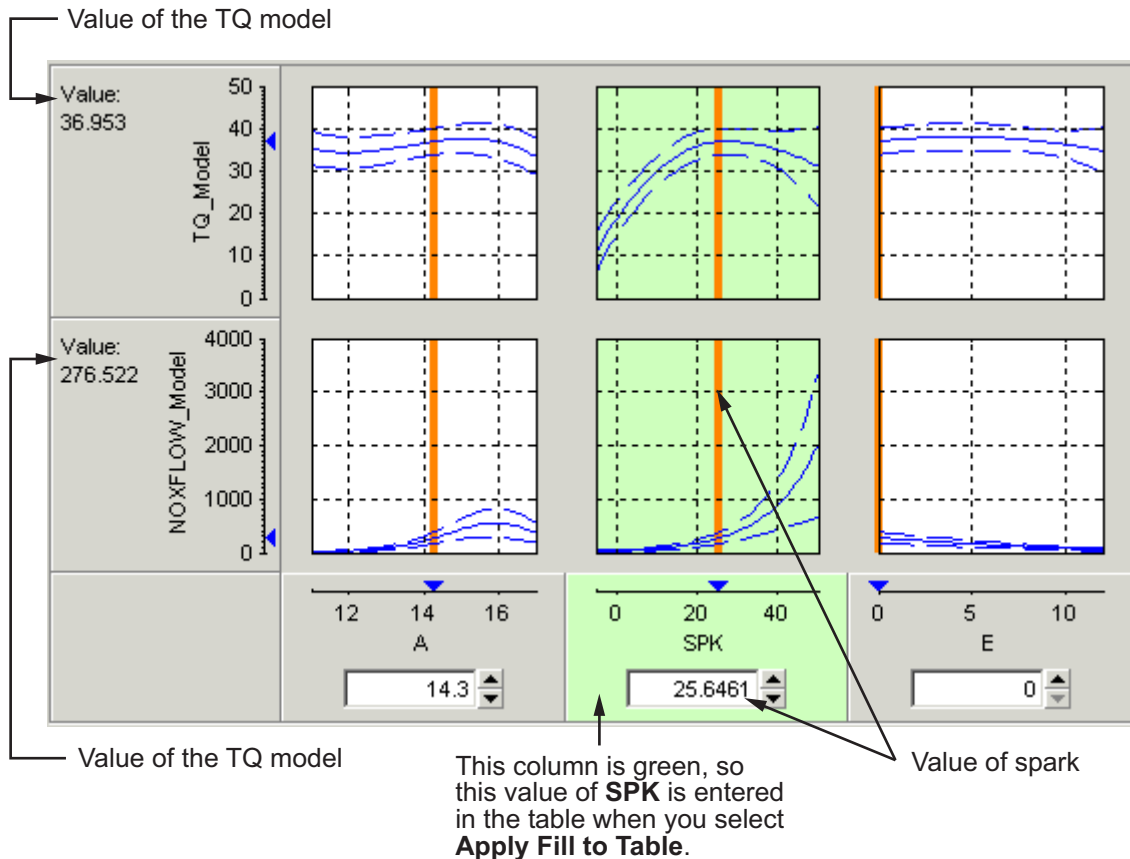 Value of the TQ model
Value:
36.953
TQ_Model
50
40
30
20
10
0
Value:
276.522
NOXFLOW_Model
4000
3000
2000
1000
0
12 14 16
A
14.3
0 20 40
SPK
25.6461
0 5 10
E
0
Value of the TQ model
This column is green, so
this value of SPK is entered
in the table when you select
Apply Fill to Table.
Value of spark